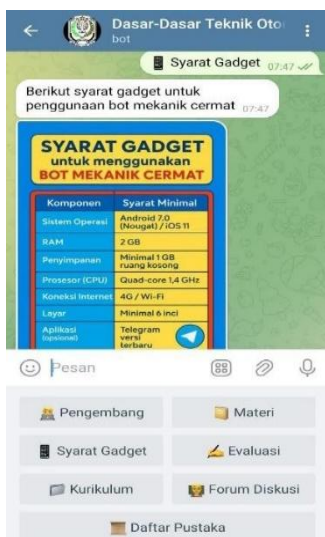 Dasar-Dasar Teknik Oto
bot
Syarat Gadget 07:47
Berikut syarat gadget untuk
penggunaan bot mekanik cermat 07:47
SYARAT GADGET
untuk menggunakan
BOT MEKANIK CERMAT
Komponen Syarat Minimal
Sistem Operasi Android 7.0
(Nougat) / iOS 11
RAM 2 GB
Penyimpanan Minimal 1 GB
ruang kosong
Prosesor (CPU) Quad-core 1,4 GHz
Koneksi Internet 4G / Wi-Fi
Layar Minimal 6 inci
Aplikasi Telegram
(opsional) versi
terbaru
Pesan
Pengembang Materi
Syarat Gadget Evaluasi
Kurikulum Forum Diskusi
Daftar Pustaka